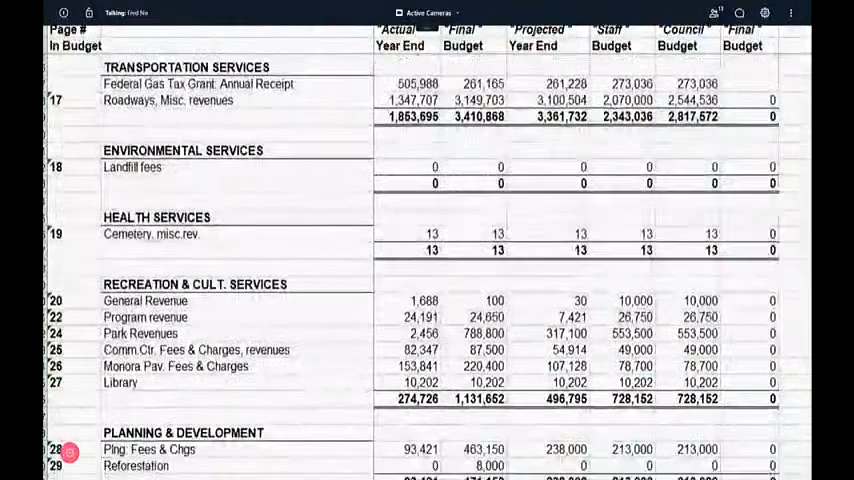 Talking: Fred Nix
Active Cameras
13
Page # "Actual "Final "Projected "Staff "Council "Final "
In Budget Year End Budget Year End Budget Budget Budget
TRANSPORTATION SERVICES
Federal Gas Tax Grant: Annual Receipt 505,988 261,165 261,228 273,036 273,036
17 Roadways, Misc. revenues 1,347,707 3,149,703 3,100,504 2,070,000 2,544,536 0
1,853,695 3,410,868 3,361,732 2,343,036 2,817,572 0
ENVIRONMENTAL SERVICES
18 Landfill fees 0 0 0 0 0 0
0 0 0 0 0 0
HEALTH SERVICES
19 Cemetery, misc.rev. 13 13 13 13 13 0
13 13 13 13 13 0
RECREATION & CULT. SERVICES
20 General Revenue 1,688 100 30 10,000 10,000 0
22 Program revenue 24,191 24,650 7,421 26,750 26,750 0
24 Park Revenues 2,456 788,800 317,100 553,500 553,500 0
25 Comm.Ctr. Fees & Charges, revenues 82,347 87,500 54,914 49,000 49,000 0
26 Monora Pav. Fees & Charges 153,841 220,400 107,128 78,700 78,700 0
27 Library 10,202 10,202 10,202 10,202 10,202 0
274,726 1,131,652 496,795 728,152 728,152 0
PLANNING & DEVELOPMENT
28 Plng: Fees & Chgs 93,421 463,150 238,000 213,000 213,000 0
29 Reforestation 0 8,000 0 0 0 0